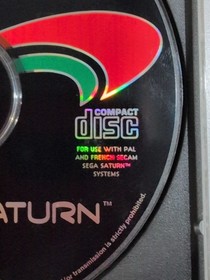 COMPACT
disc
FOR USE WITH PAL
AND FRENCH SECAM
SEGA SATURN™
SYSTEMS
SATURN™
transmission is strictly prohibited.